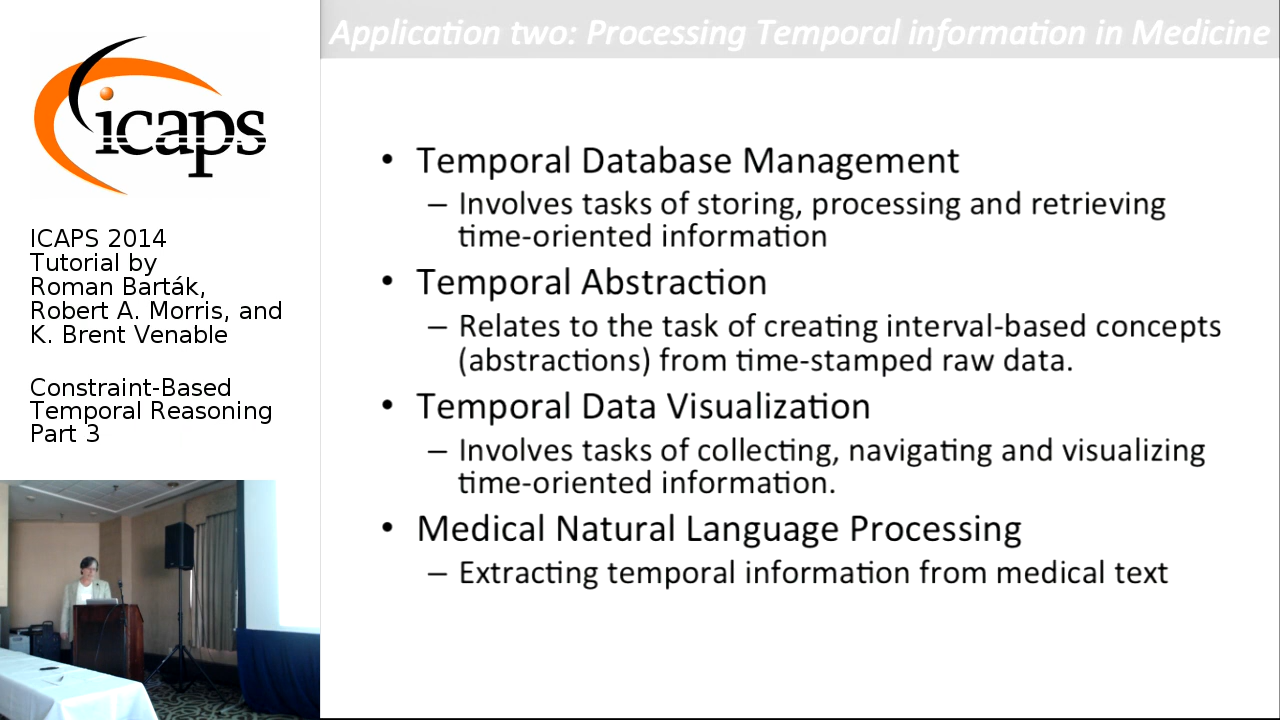 icaps
ICAPS 2014
Tutorial by
Roman Barták,
Robert A. Morris, and
K. Brent Venable
Constraint-Based
Temporal Reasoning
Part 3
Application two: Processing Temporal information in Medicine
• Temporal Database Management
– Involves tasks of storing, processing and retrieving
time-oriented information
• Temporal Abstraction
– Relates to the task of creating interval-based concepts
(abstractions) from time-stamped raw data.
• Temporal Data Visualization
– Involves tasks of collecting, navigating and visualizing
time-oriented information.
• Medical Natural Language Processing
– Extracting temporal information from medical text